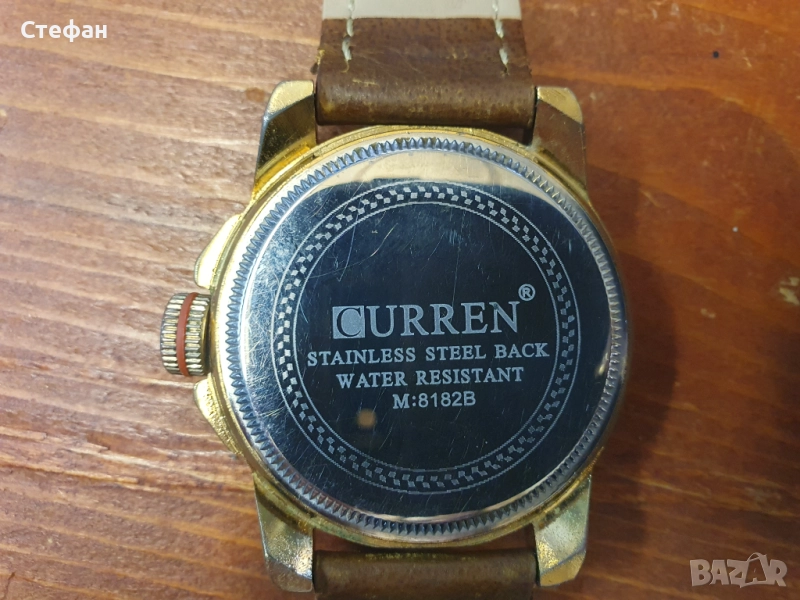 Стефан
CURREN®
STAINLESS STEEL BACK
WATER RESISTANT
M:8182B
BAZAR